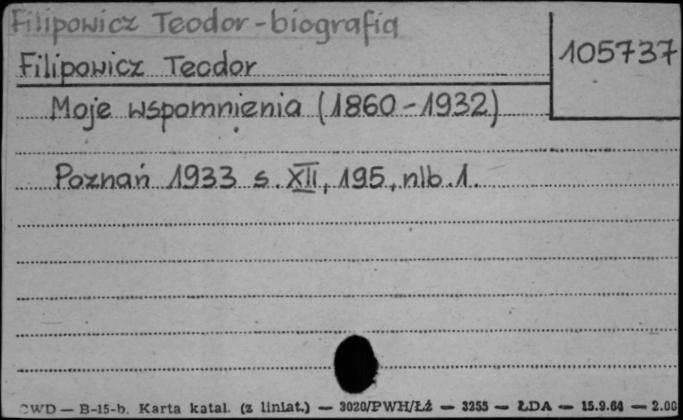 Filipowicz Teodor - biografia
105737
Filipowicz Teodor
Moje wspomnienia (1860-1932)
Poznań 1933 s. XII, 195, nlb. 1.
CWD — B-15-b. Karta katal. (z liniat.) — 3020/PWH/Łź — 3255 — ŁDA — 15.9.64 — 2.00